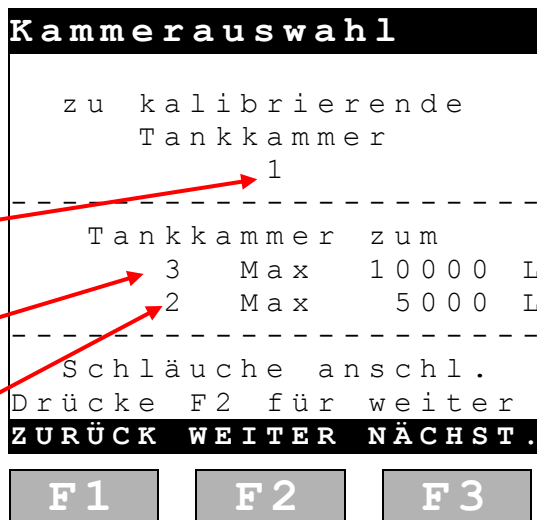 Kammerauswahl
zu kalibrierende
Tankkammer
1
--------------------
Tankkammer zum
3 Max 10000 L
2 Max 5000 L
--------------------
Schläuche anschl.
Drücke F2 für weiter
ZURÜCK WEITER NÄCHST.
F1 F2 F3